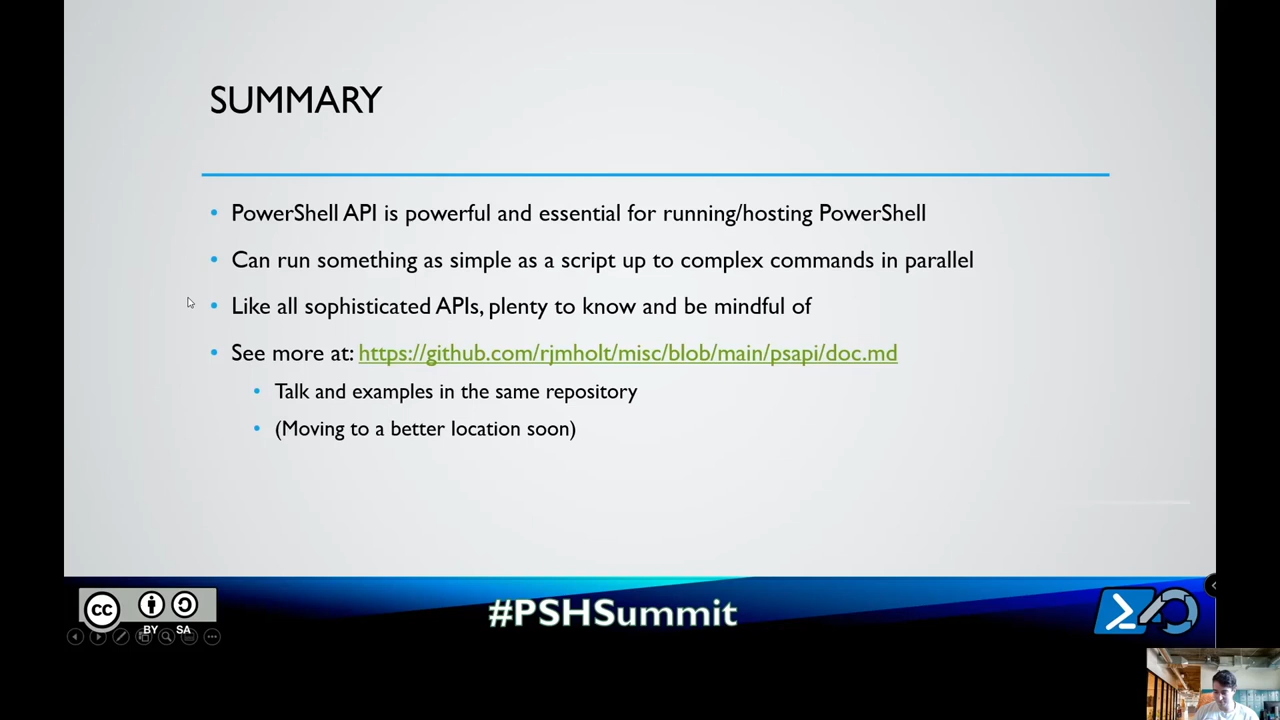 SUMMARY
PowerShell API is powerful and essential for running/hosting PowerShell
Can run something as simple as a script up to complex commands in parallel
Like all sophisticated APIs, plenty to know and be mindful of
See more at: https://github.com/rjmholt/misc/blob/main/psapi/doc.md
Talk and examples in the same repository
(Moving to a better location soon)
cc
BY SA
#PSHSummit